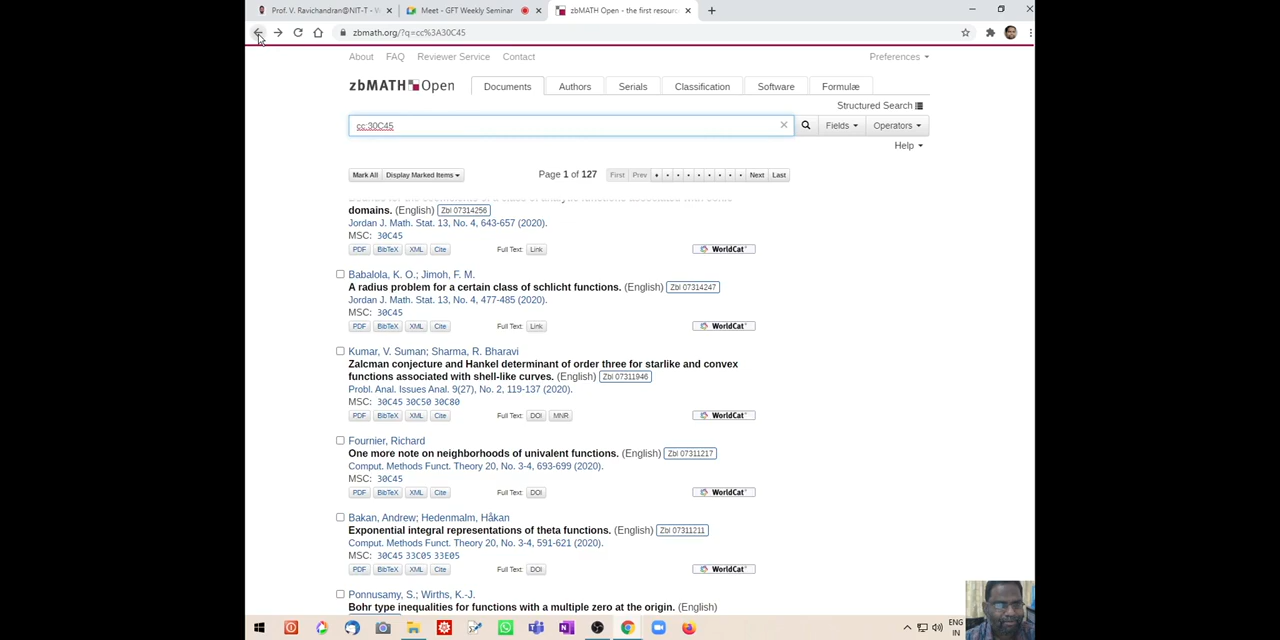 Prof. V. Ravichandran@NIT-T - V
Meet - GFT Weekly Seminar
zbMATH Open - the first resourc
zbmath.org/?q=cc%3A30C45
About FAQ Reviewer Service Contact Preferences
zbMATH Open Documents Authors Serials Classification Software Formulæ
Structured Search
cc:30C45 Fields Operators
Help
Mark All Display Marked Items Page 1 of 127 First Prev Next Last
domains. (English) Zbl 07314256
Jordan J. Math. Stat. 13, No. 4, 643-657 (2020).
MSC: 30C45
PDF BibTeX XML Cite Full Text: Link WorldCat
Babalola, K. O.; Jimoh, F. M.
A radius problem for a certain class of schlicht functions. (English) Zbl 07314247
Jordan J. Math. Stat. 13, No. 4, 477-485 (2020).
MSC: 30C45
PDF BibTeX XML Cite Full Text: Link WorldCat
Kumar, V. Suman; Sharma, R. Bharavi
Zalcman conjecture and Hankel determinant of order three for starlike and convex
functions associated with shell-like curves. (English) Zbl 07311946
Probl. Anal. Issues Anal. 9(27), No. 2, 119-137 (2020).
MSC: 30C45 30C50 30C80
PDF BibTeX XML Cite Full Text: DOI MNR WorldCat
Fournier, Richard
One more note on neighborhoods of univalent functions. (English) Zbl 07311217
Comput. Methods Funct. Theory 20, No. 3-4, 693-699 (2020).
MSC: 30C45
PDF BibTeX XML Cite Full Text: DOI WorldCat
Bakan, Andrew; Hedenmalm, Håkan
Exponential integral representations of theta functions. (English) Zbl 07311211
Comput. Methods Funct. Theory 20, No. 3-4, 591-621 (2020).
MSC: 30C45 33C05 33E05
PDF BibTeX XML Cite Full Text: DOI WorldCat
Ponnusamy, S.; Wirths, K.-J.
Bohr type inequalities for functions with a multiple zero at the origin. (English)
ENG
IN